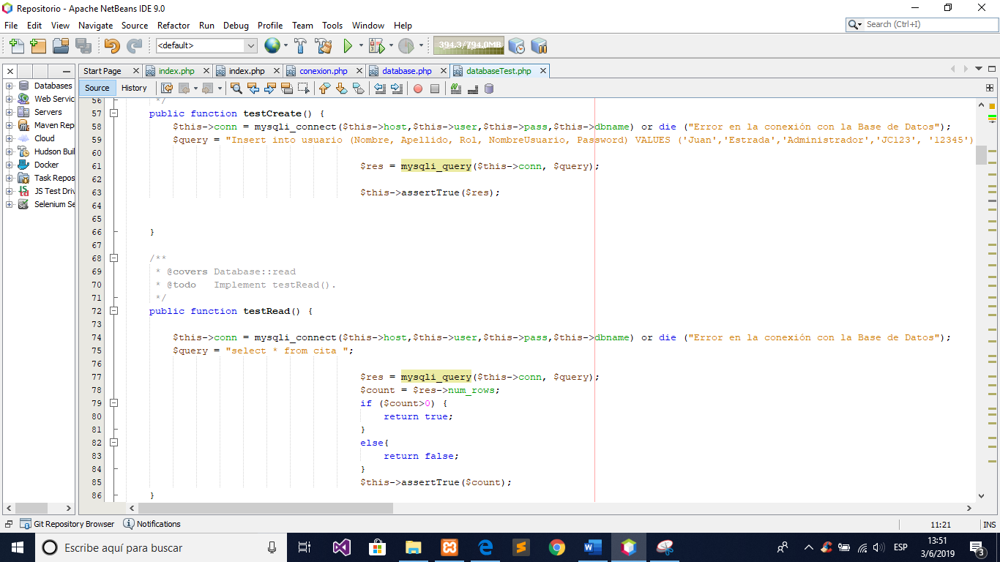 Repositorio - Apache NetBeans IDE 9.0
File Edit View Navigate Source Refactor Run Debug Profile Team Tools Window Help
Search (Ctrl+I)
<default>
394.3/794.0MB
Start Page index.php index.php conexion.php database.php databaseTest.php
Source History
Databases
Web Servic
Servers
Maven Rep
Cloud
Hudson Buil
Docker
Task Repos
JS Test Driv
Selenium Se
56 */
57 public function testCreate() {
58 $this->conn = mysqli_connect($this->host,$this->user,$this->pass,$this->dbname) or die ("Error en la conexión con la Base de Datos");
59 $query = "Insert into usuario (Nombre, Apellido, Rol, NombreUsuario, Password) VALUES ('Juan','Estrada','Administrador','JC123', '12345')
60
61 $res = mysqli_query($this->conn, $query);
62
63 $this->assertTrue($res);
64
65
66 }
67
68 /**
69 * @covers Database::read
70 * @todo Implement testRead().
71 */
72 public function testRead() {
73
74 $this->conn = mysqli_connect($this->host,$this->user,$this->pass,$this->dbname) or die ("Error en la conexión con la Base de Datos");
75 $query = "select * from cita ";
76
77 $res = mysqli_query($this->conn, $query);
78 $count = $res->num_rows;
79 if ($count>0) {
80 return true;
81 }
82 else{
83 return false;
84 }
85 $this->assertTrue($count);
86 }
Git Repository Browser Notifications
11:21 INS
Escribe aquí para buscar
ESP
13:51
3/6/2019
3